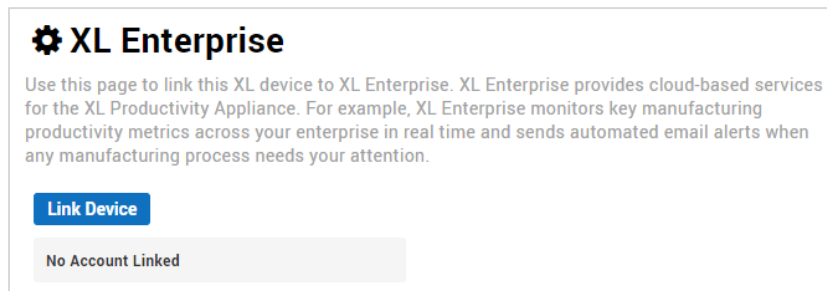 XL Enterprise
Use this page to link this XL device to XL Enterprise. XL Enterprise provides cloud-based services
for the XL Productivity Appliance. For example, XL Enterprise monitors key manufacturing
productivity metrics across your enterprise in real time and sends automated email alerts when
any manufacturing process needs your attention.
Link Device
No Account Linked